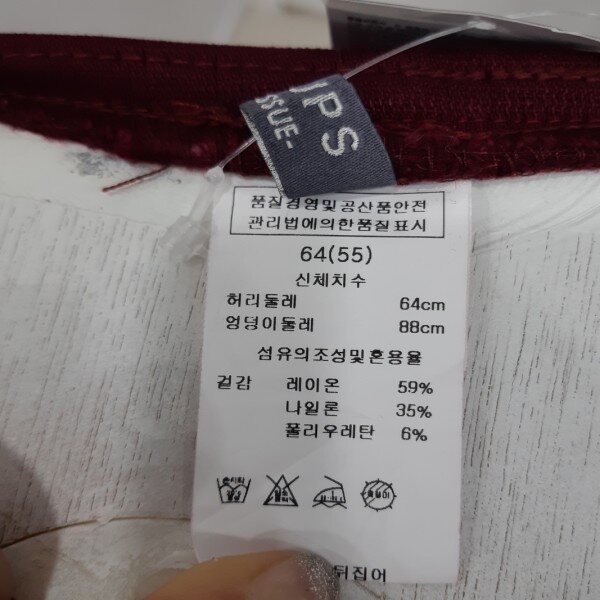 UPS
SSUE-
품질경영및공산품안전
관리법에의한품질표시
64(55)
신체치수
허리둘레 64cm
엉덩이둘레 88cm
섬유의조성및혼용율
겉감 레이온 59%
나일론 35%
폴리우레탄 6%
뒤집어